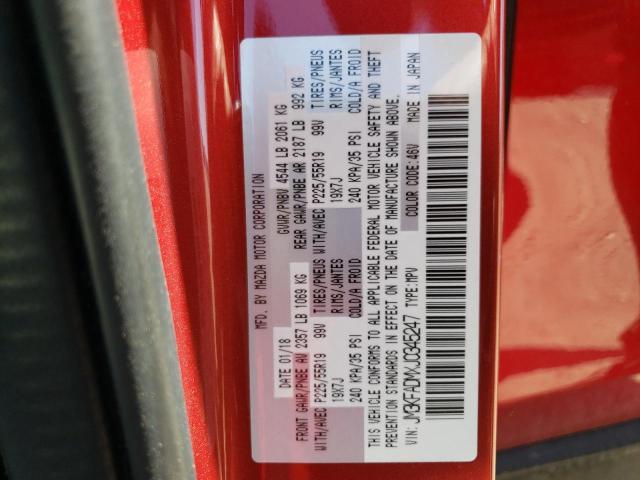 MFD. BY MAZDA MOTOR CORPORATION
DATE 01/18 GVWR/PNBV 4544 LB 2061 KG
FRONT GAWR/PNBE AV 2357 LB 1069 KG REAR GAWR/PNBE AR 2187 LB 992 KG
WITH/AVEC P225/55R19 99V TIRES/PNEUS WITH/AVEC P225/55R19 99V TIRES/PNEUS
19X7J RIMS/JANTES 19X7J RIMS/JANTES
240 KPA/35 PSI COLD/A FROID 240 KPA/35 PSI COLD/A FROID
THIS VEHICLE CONFORMS TO ALL APPLICABLE FEDERAL MOTOR VEHICLE SAFETY AND THEFT
PREVENTION STANDARDS IN EFFECT ON THE DATE OF MANUFACTURE SHOWN ABOVE.
VIN: JM3KFADMXJ0346247 TYPE:MPV COLOR CODE:46V MADE IN JAPAN